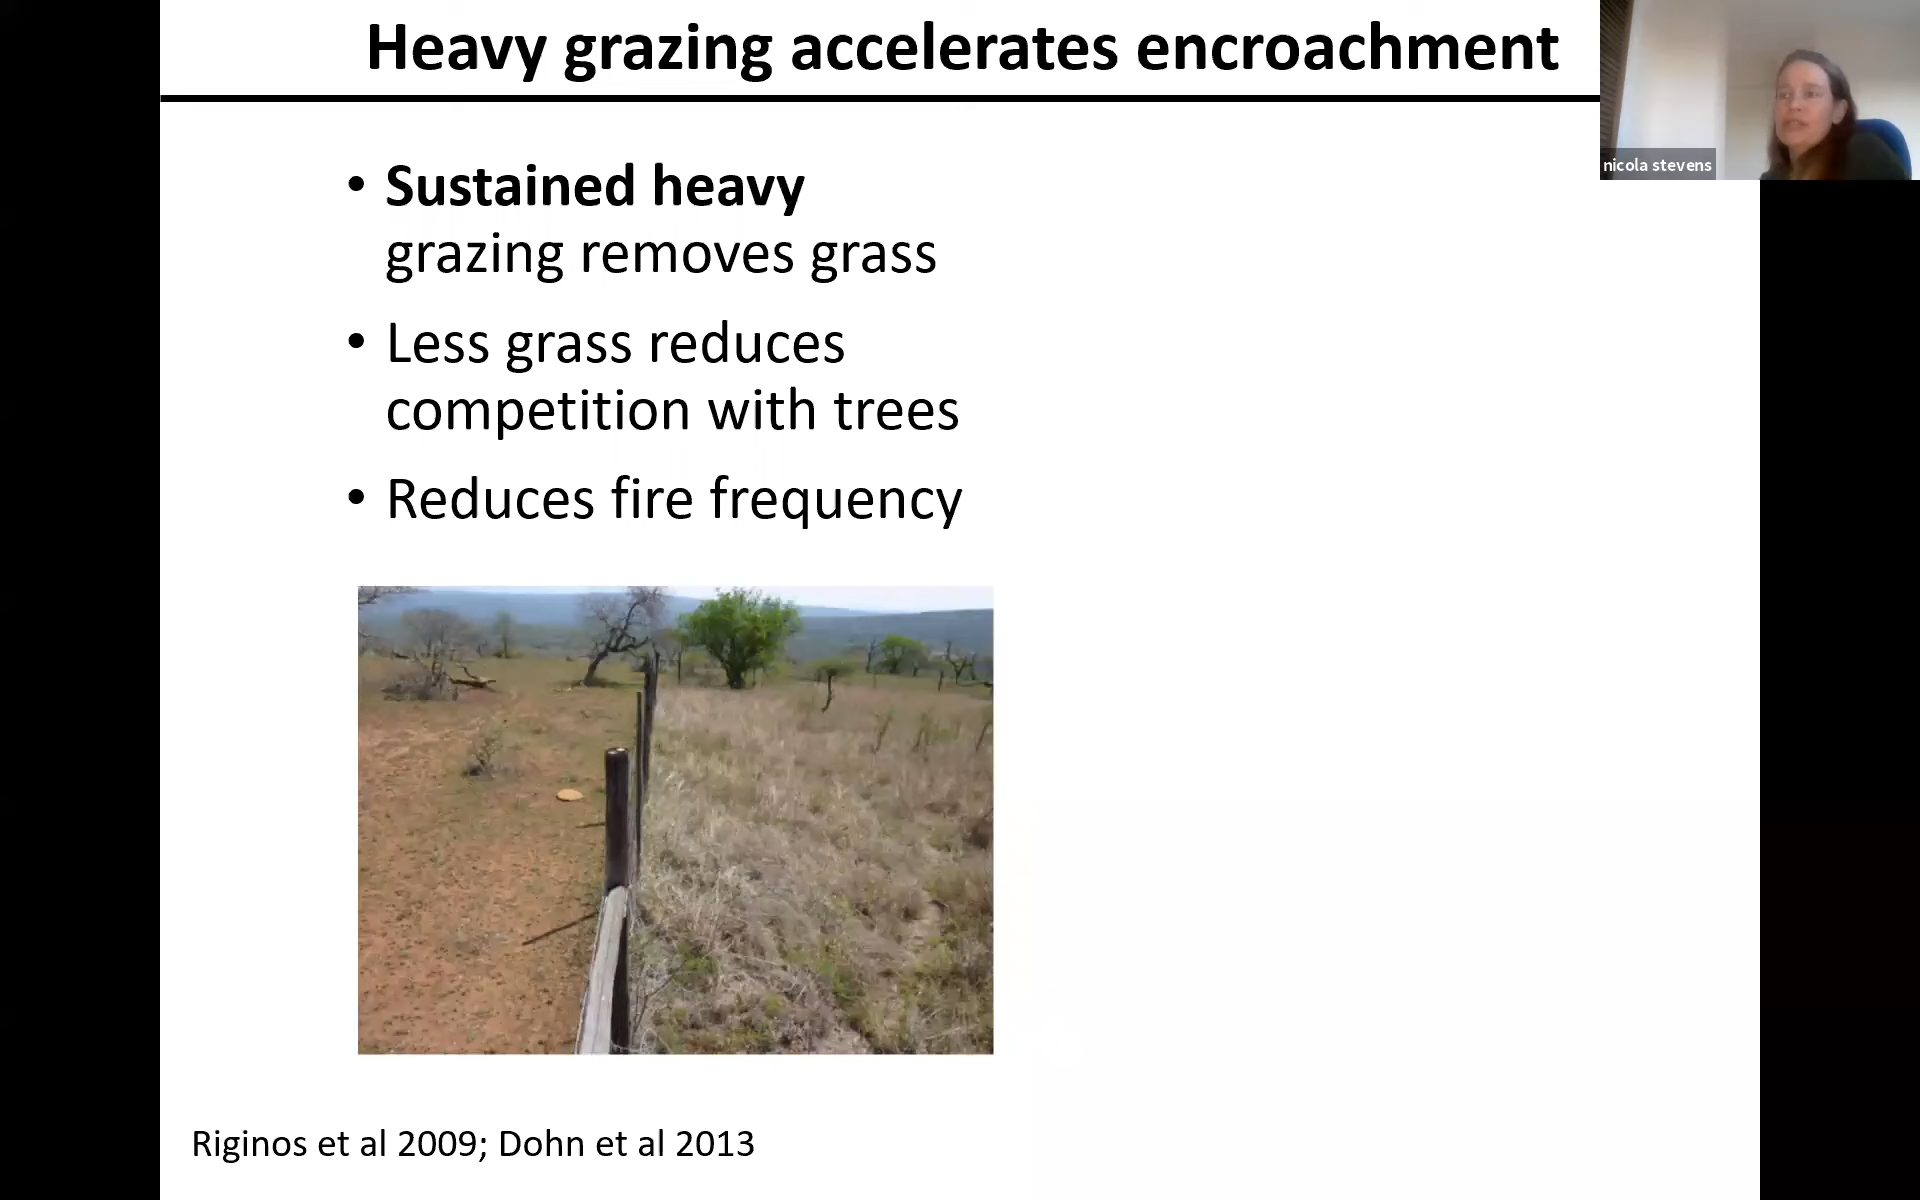 Heavy grazing accelerates encroachment
nicola stevens
• Sustained heavy
grazing removes grass
• Less grass reduces
competition with trees
• Reduces fire frequency
Riginos et al 2009; Dohn et al 2013